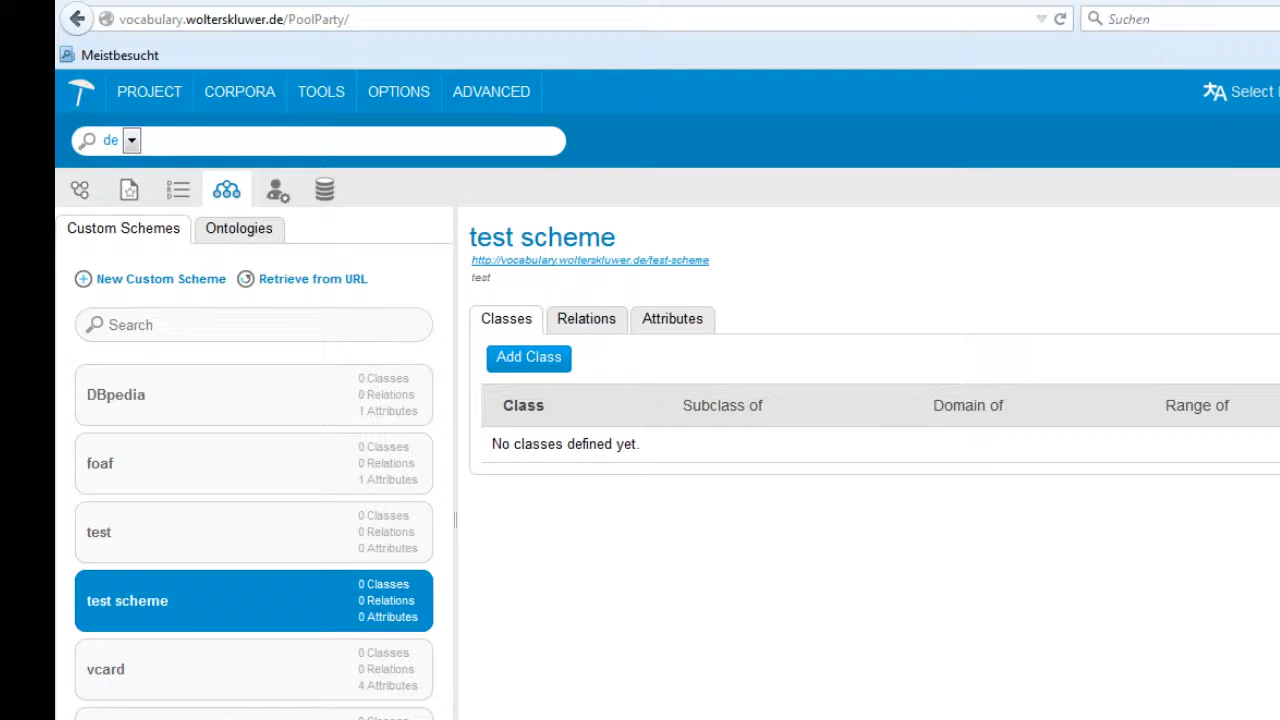 vocabulary.wolterskluwer.de/PoolParty/
Suchen
Meistbesucht
PROJECT CORPORA TOOLS OPTIONS ADVANCED
Select
de
Custom Schemes Ontologies
New Custom Scheme Retrieve from URL
Search
DBpedia
0 Classes
0 Relations
1 Attributes
foaf
0 Classes
0 Relations
1 Attributes
test
0 Classes
0 Relations
0 Attributes
test scheme
0 Classes
0 Relations
0 Attributes
vcard
0 Classes
0 Relations
4 Attributes
test scheme
http://vocabulary.wolterskluwer.de/test-scheme
test
Classes Relations Attributes
Add Class
Class Subclass of Domain of Range of
No classes defined yet.